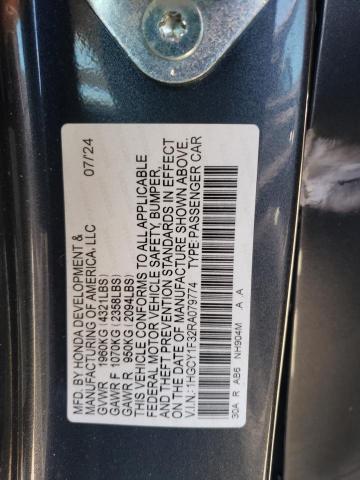 MFD. BY HONDA DEVELOPMENT & 07/24
MANUFACTURING OF AMERICA, LLC
GVWR 1960KG (4321LBS)
GAWR F 1070KG (2358LBS)
GAWR R 950KG (2094LBS)
THIS VEHICLE CONFORMS TO ALL APPLICABLE
FEDERAL MOTOR VEHICLE SAFETY, BUMPER,
AND THEFT PREVENTION STANDARDS IN EFFECT
ON THE DATE OF MANUFACTURE SHOWN ABOVE.
V.I.N.: 1HGCY1F32RA079774 TYPE:PASSENGER CAR
30A R AB6 NH904M A A